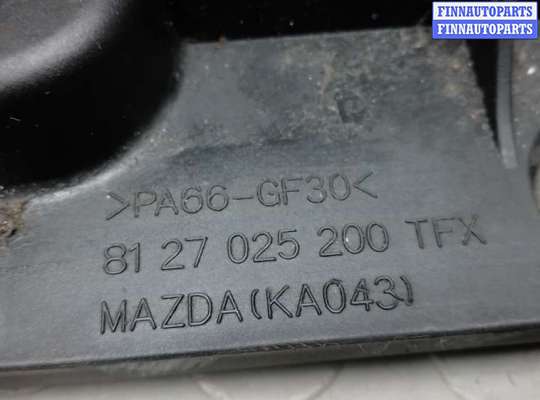 FINNAUTOPARTS
FINNAUTOPARTS
>PA66-GF30<
81 27 025 200 TFX
MAZDA(KA043)